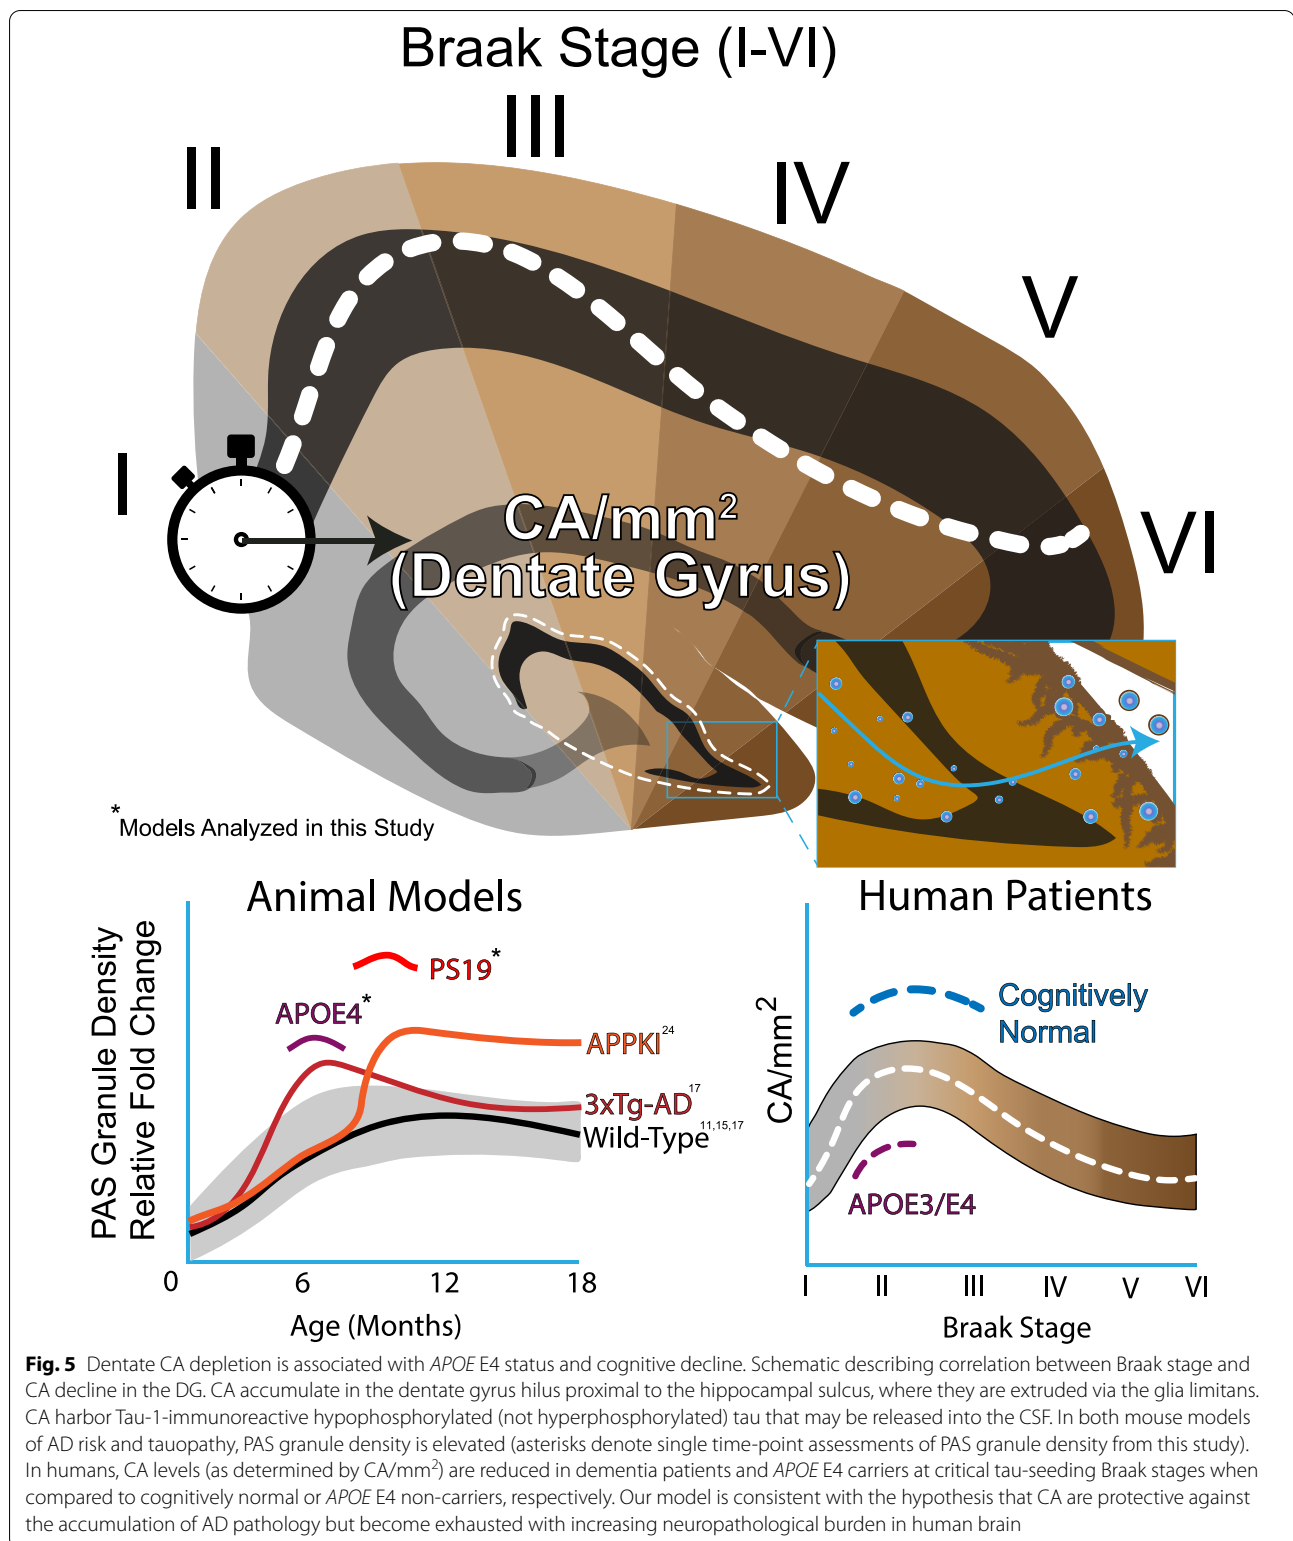 Braak Stage (I-VI)
III
II
IV
V
I
CA/mm²
VI
(Dentate Gyrus)
*Models Analyzed in this Study
Animal Models
PAS Granule Density
Relative Fold Change
PS19*
APOE4*
APPKI24
3xTg-AD17
Wild-Type11,15,17
0 6 12 18
Age (Months)
Human Patients
CA/mm²
Cognitively
Normal
APOE3/E4
I II III IV V VI
Braak Stage
Fig. 5 Dentate CA depletion is associated with APOE E4 status and cognitive decline. Schematic describing correlation between Braak stage and
CA decline in the DG. CA accumulate in the dentate gyrus hilus proximal to the hippocampal sulcus, where they are extruded via the glia limitans.
CA harbor Tau-1-immunoreactive hypophosphorylated (not hyperphosphorylated) tau that may be released into the CSF. In both mouse models
of AD risk and tauopathy, PAS granule density is elevated (asterisks denote single time-point assessments of PAS granule density from this study).
In humans, CA levels (as determined by CA/mm²) are reduced in dementia patients and APOE E4 carriers at critical tau-seeding Braak stages when
compared to cognitively normal or APOE E4 non-carriers, respectively. Our model is consistent with the hypothesis that CA are protective against
the accumulation of AD pathology but become exhausted with increasing neuropathological burden in human brain